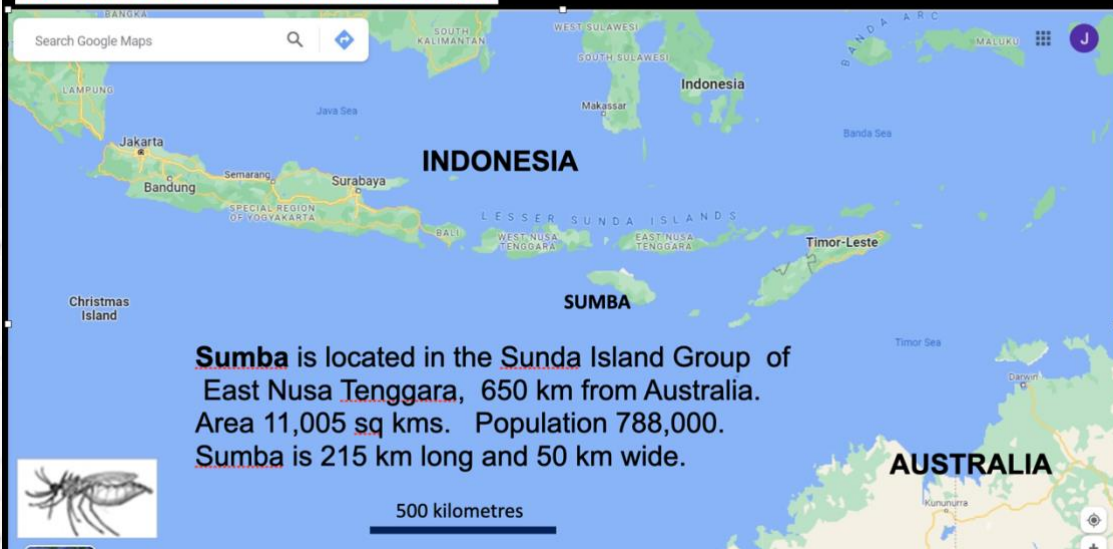 BANGKA
BANDA ARC
Search Google Maps
SOUTH
KALIMANTAN
WEST SULAWESI
SOUTH SULAWESI
MALUKU
J
LAMPUNG
Indonesia
Java Sea
Makassar
Banda Sea
Jakarta
INDONESIA
Bandung
Semarang
Surabaya
SPECIAL REGION
OF YOGYAKARTA
LESSER SUNDA ISLANDS
BALI
WEST NUSA
TENGGARA
EAST NUSA
TENGGARA
Timor-Leste
Christmas
Island
SUMBA
Timor Sea
Sumba is located in the Sunda Island Group of
East Nusa Tenggara, 650 km from Australia.
Area 11,005 sq kms. Population 788,000.
Sumba is 215 km long and 50 km wide.
Darwin
AUSTRALIA
Kununurra
500 kilometres